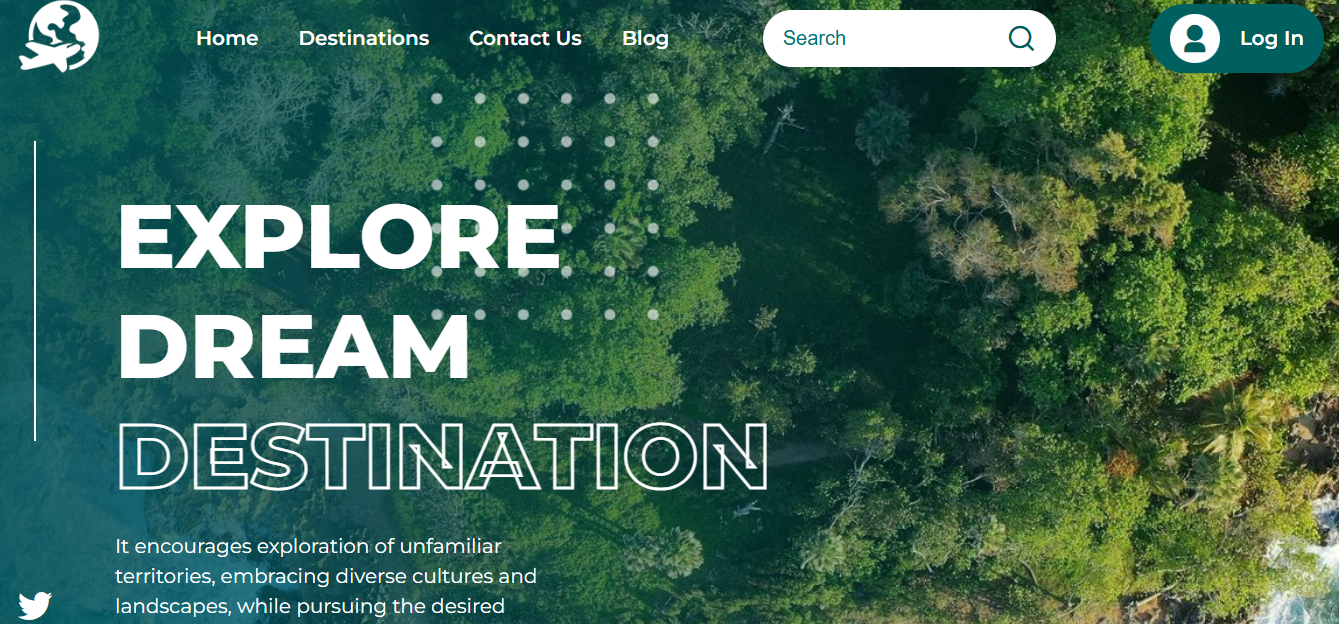 Home Destinations Contact Us Blog Search Log In
EXPLORE
DREAM
DESTINATION
It encourages exploration of unfamiliar
territories, embracing diverse cultures and
landscapes, while pursuing the desired